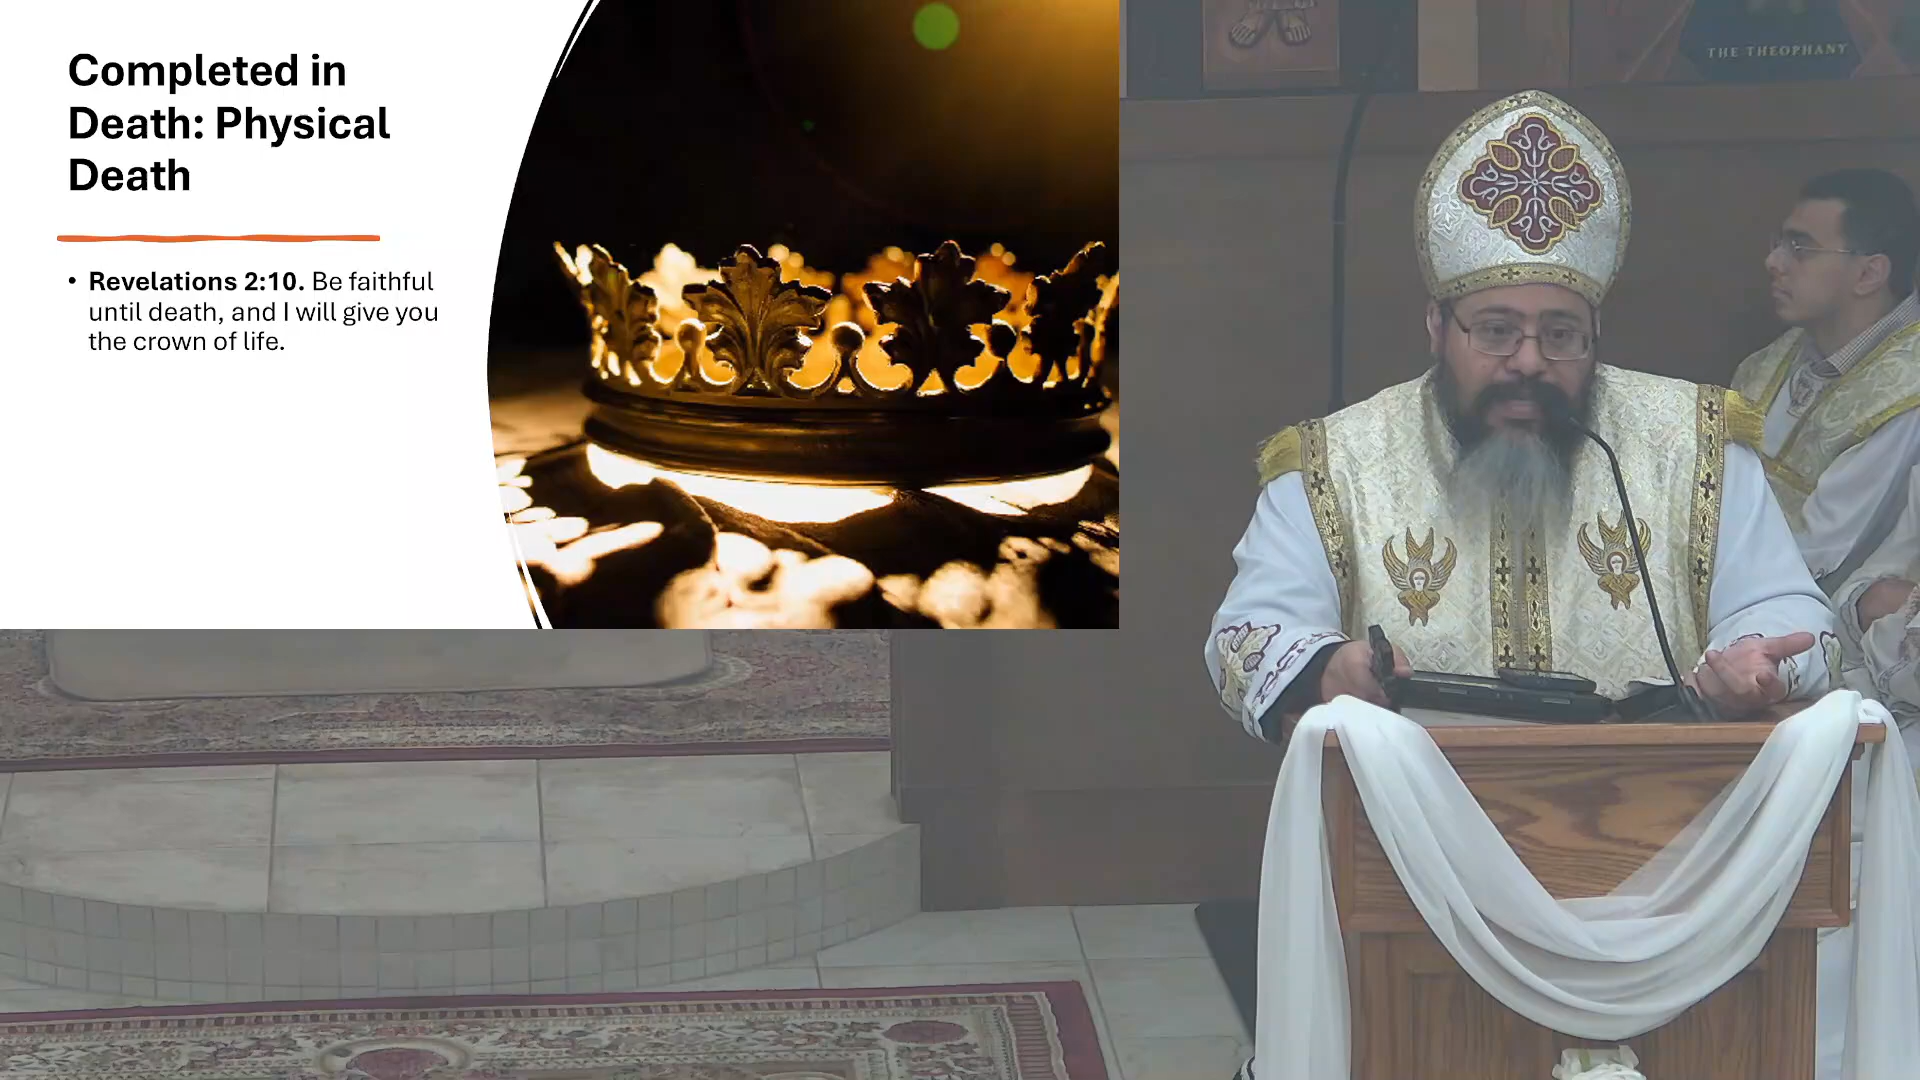 Completed in
Death: Physical
Death
• Revelations 2:10. Be faithful
until death, and I will give you
the crown of life.
THE THEOPHANY